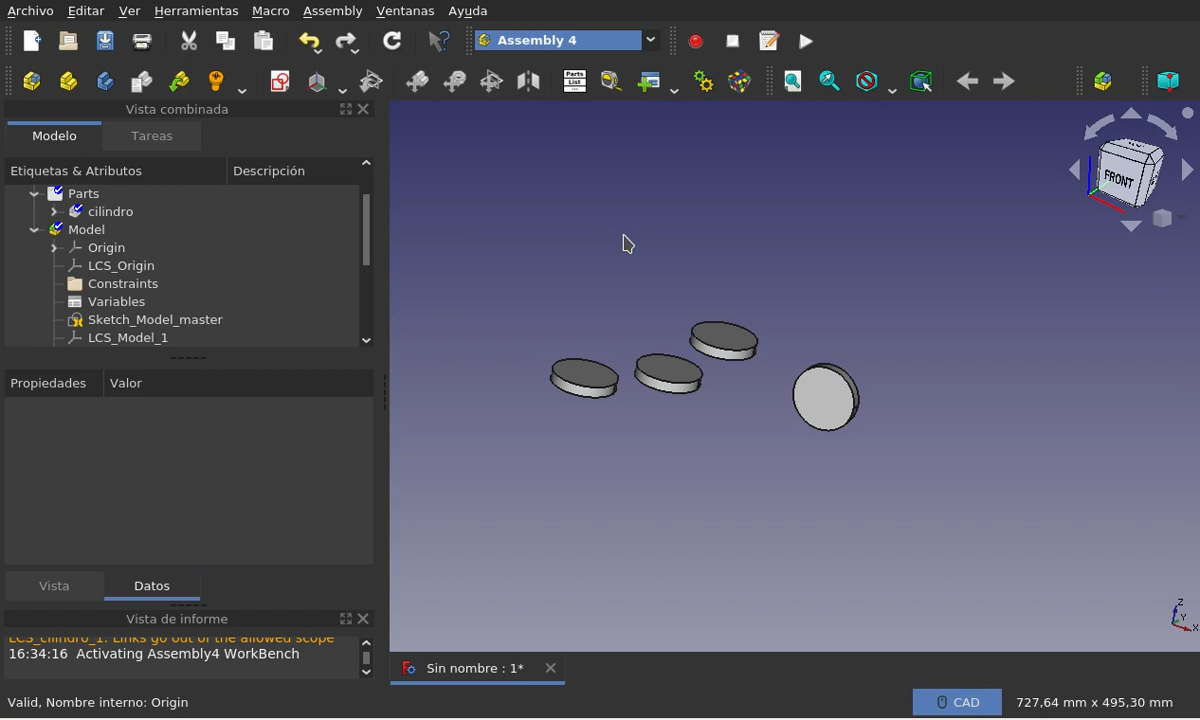 Archivo Editar Ver Herramientas Macro Assembly Ventanas Ayuda
Assembly 4
Parts
List
Vista combinada
Modelo Tareas
Etiquetas & Atributos Descripción
Parts
cilindro
Model
Origin
LCS_Origin
Constraints
Variables
Sketch_Model_master
LCS_Model_1
Propiedades Valor
Vista Datos
Vista de informe
LCS_cilindro_1: Links go out of the allowed scope
16:34:16 Activating Assembly4 WorkBench
FRONT
Z
Y
X
Sin nombre : 1*
Valid, Nombre interno: Origin
CAD
727,64 mm x 495,30 mm